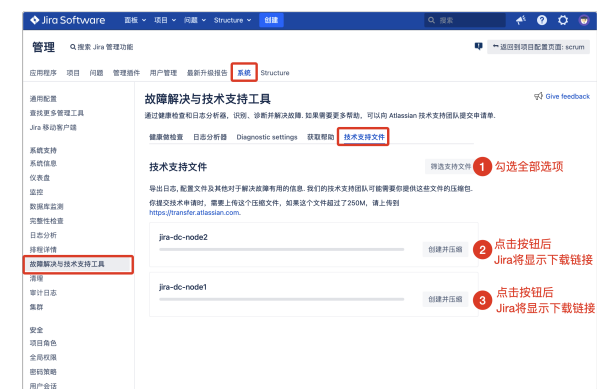 Jira Software 面板 项目 问题 Structure 创建 搜索
管理 搜索 Jira 管理功能 返回到项目配置页面: scrum
应用程序 项目 问题 管理插件 用户管理 最新升级报告 系统 Structure
通用配置
查找更多管理工具
Jira 移动客户端
系统支持
系统信息
仪表盘
监控
数据库监测
完整性检查
日志分析
排程详情
故障解决与技术支持工具
清理
审计日志
集群
安全
项目角色
全局权限
密码策略
用户会话
故障解决与技术支持工具 Give feedback
通过健康检查和日志分析器，识别、诊断并解决故障. 如果需要更多帮助，可以向 Atlassian 技术支持团队提交申请单.
健康做检查 日志分析器 Diagnostic settings 获取帮助 技术支持文件
技术支持文件 筛选支持文件 1 勾选全部选项
导出日志, 配置文件及其他对于解决故障有用的信息. 我们的技术支持团队可能需要你提供这些文件的压缩包.
你提交技术申请时，需要上传这个压缩文件，如果这个文件超过了250M，请上传到
https://transfer.atlassian.com.
jira-dc-node2
创建并压缩 2 点击按钮后
Jira将显示下载链接
jira-dc-node1
创建并压缩 3 点击按钮后
Jira将显示下载链接